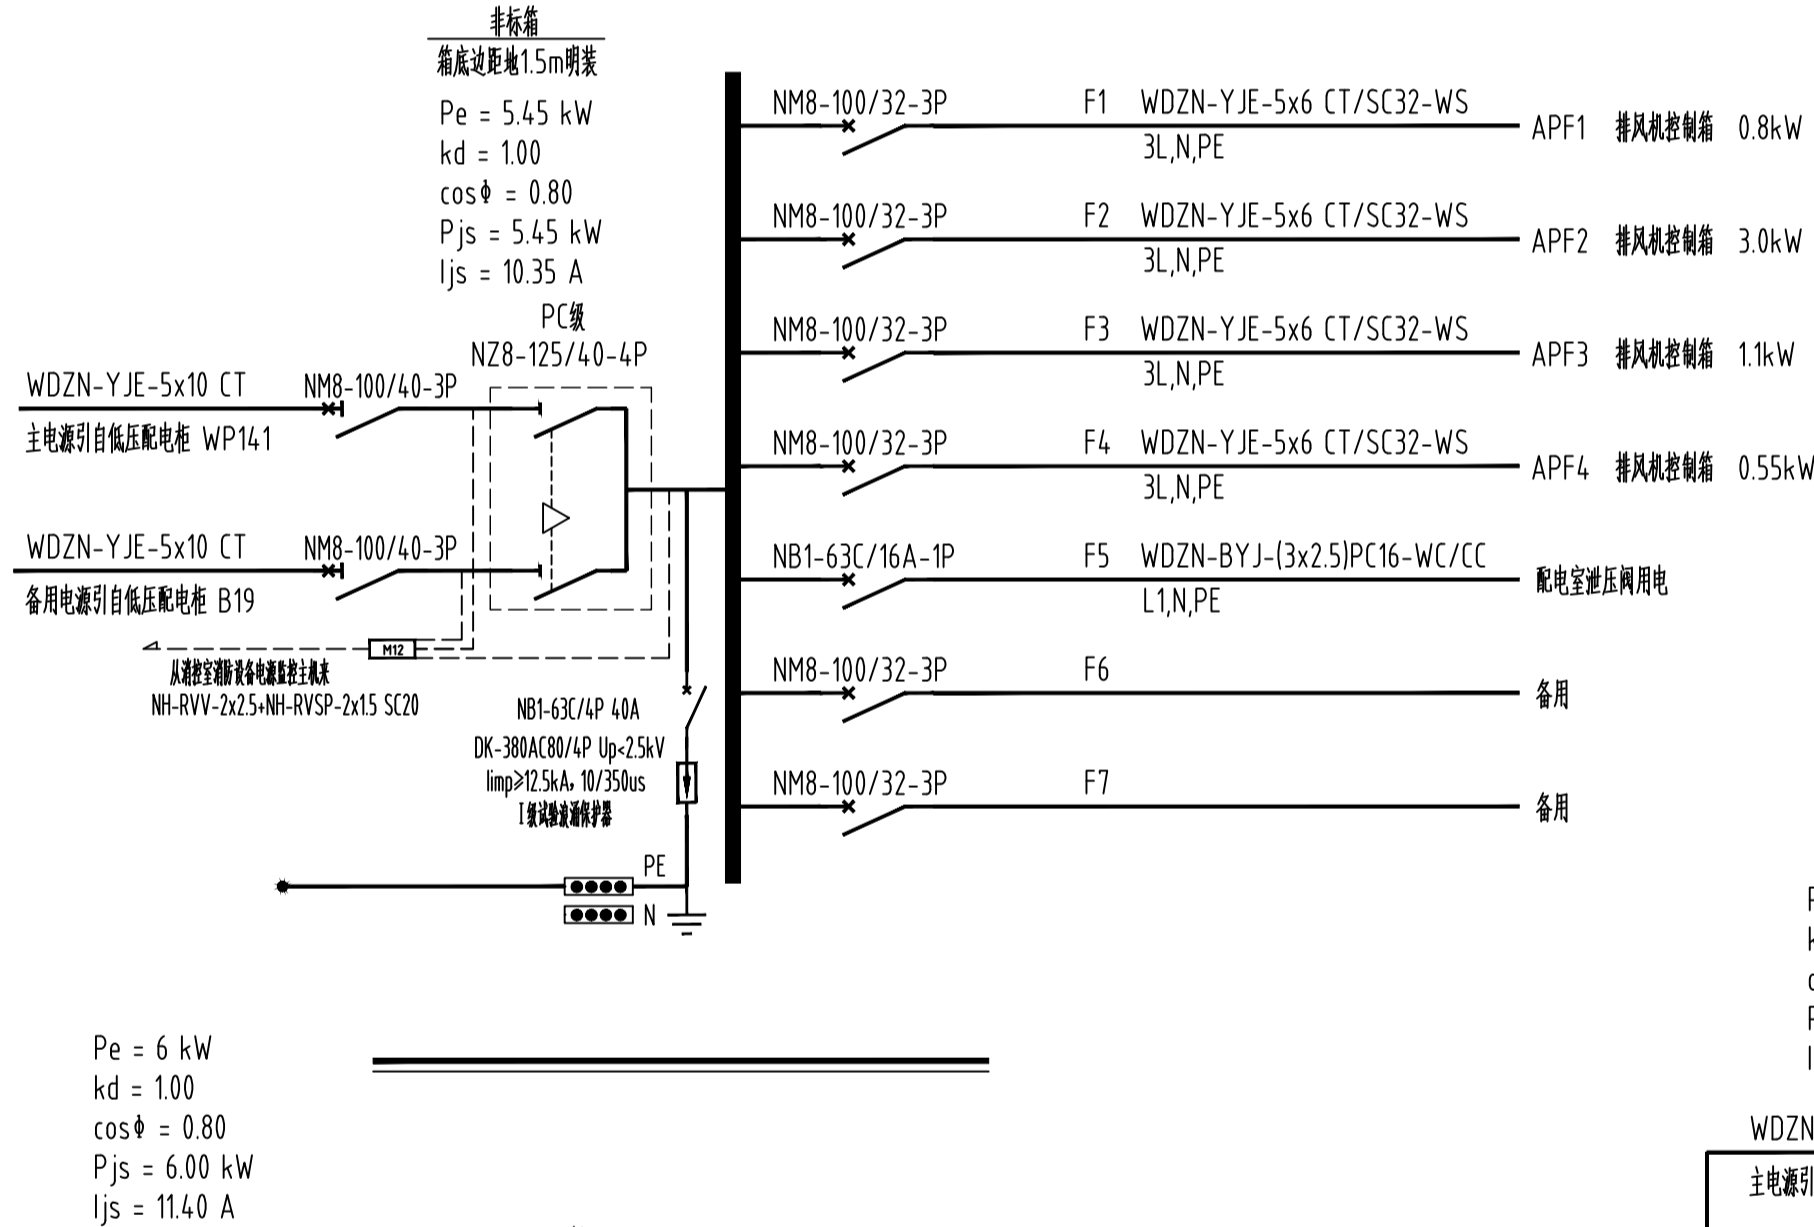 非标箱
箱底边距地1.5m明装
Pe = 5.45 kW
kd = 1.00
cosΦ = 0.80
Pjs = 5.45 kW
Ijs = 10.35 A
PC级
NZ8-125/40-4P
WDZN-YJE-5x10 CT
NM8-100/40-3P
主电源引自低压配电柜 WP141
WDZN-YJE-5x10 CT
NM8-100/40-3P
备用电源引自低压配电柜 B19
M12
从消控室消防设备电源监控主机来
NH-RVV-2x2.5+NH-RVSP-2x1.5 SC20
NB1-63C/4P 40A
DK-380AC80/4P Up<2.5kV
Iimp≥12.5kA, 10/350us
I级试验浪涌保护器
PE
N
NM8-100/32-3P F1 WDZN-YJE-5x6 CT/SC32-WS
3L,N,PE
APF1 排风机控制箱 0.8kW
NM8-100/32-3P F2 WDZN-YJE-5x6 CT/SC32-WS
3L,N,PE
APF2 排风机控制箱 3.0kW
NM8-100/32-3P F3 WDZN-YJE-5x6 CT/SC32-WS
3L,N,PE
APF3 排风机控制箱 1.1kW
NM8-100/32-3P F4 WDZN-YJE-5x6 CT/SC32-WS
3L,N,PE
APF4 排风机控制箱 0.55kW
NB1-63C/16A-1P F5 WDZN-BYJ-(3x2.5)PC16-WC/CC
L1,N,PE
配电室泄压阀用电
NM8-100/32-3P F6
备用
NM8-100/32-3P F7
备用
Pe = 6 kW
kd = 1.00
cosΦ = 0.80
Pjs = 6.00 kW
Ijs = 11.40 A
WDZN
主电源引